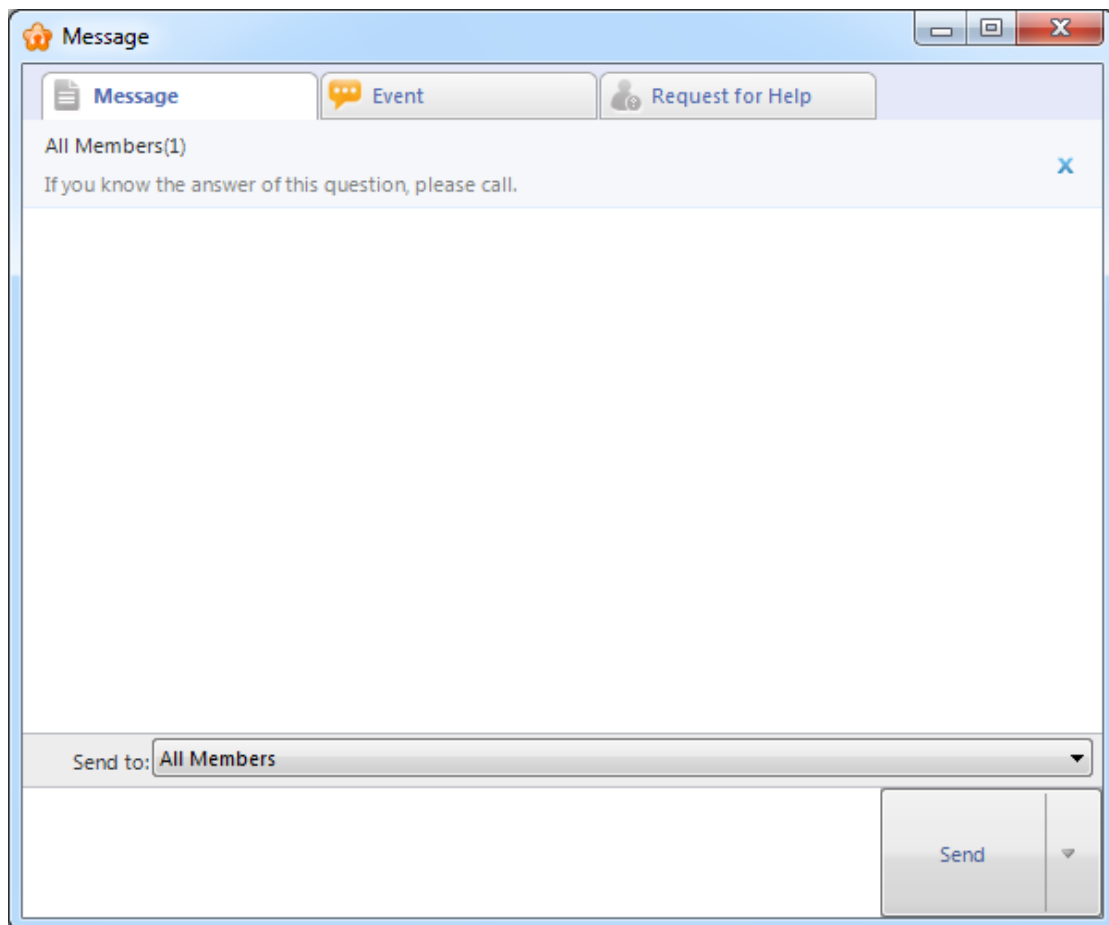 Message
Message Event Request for Help
All Members(1)
If you know the answer of this question, please call.
Send to: All Members
Send